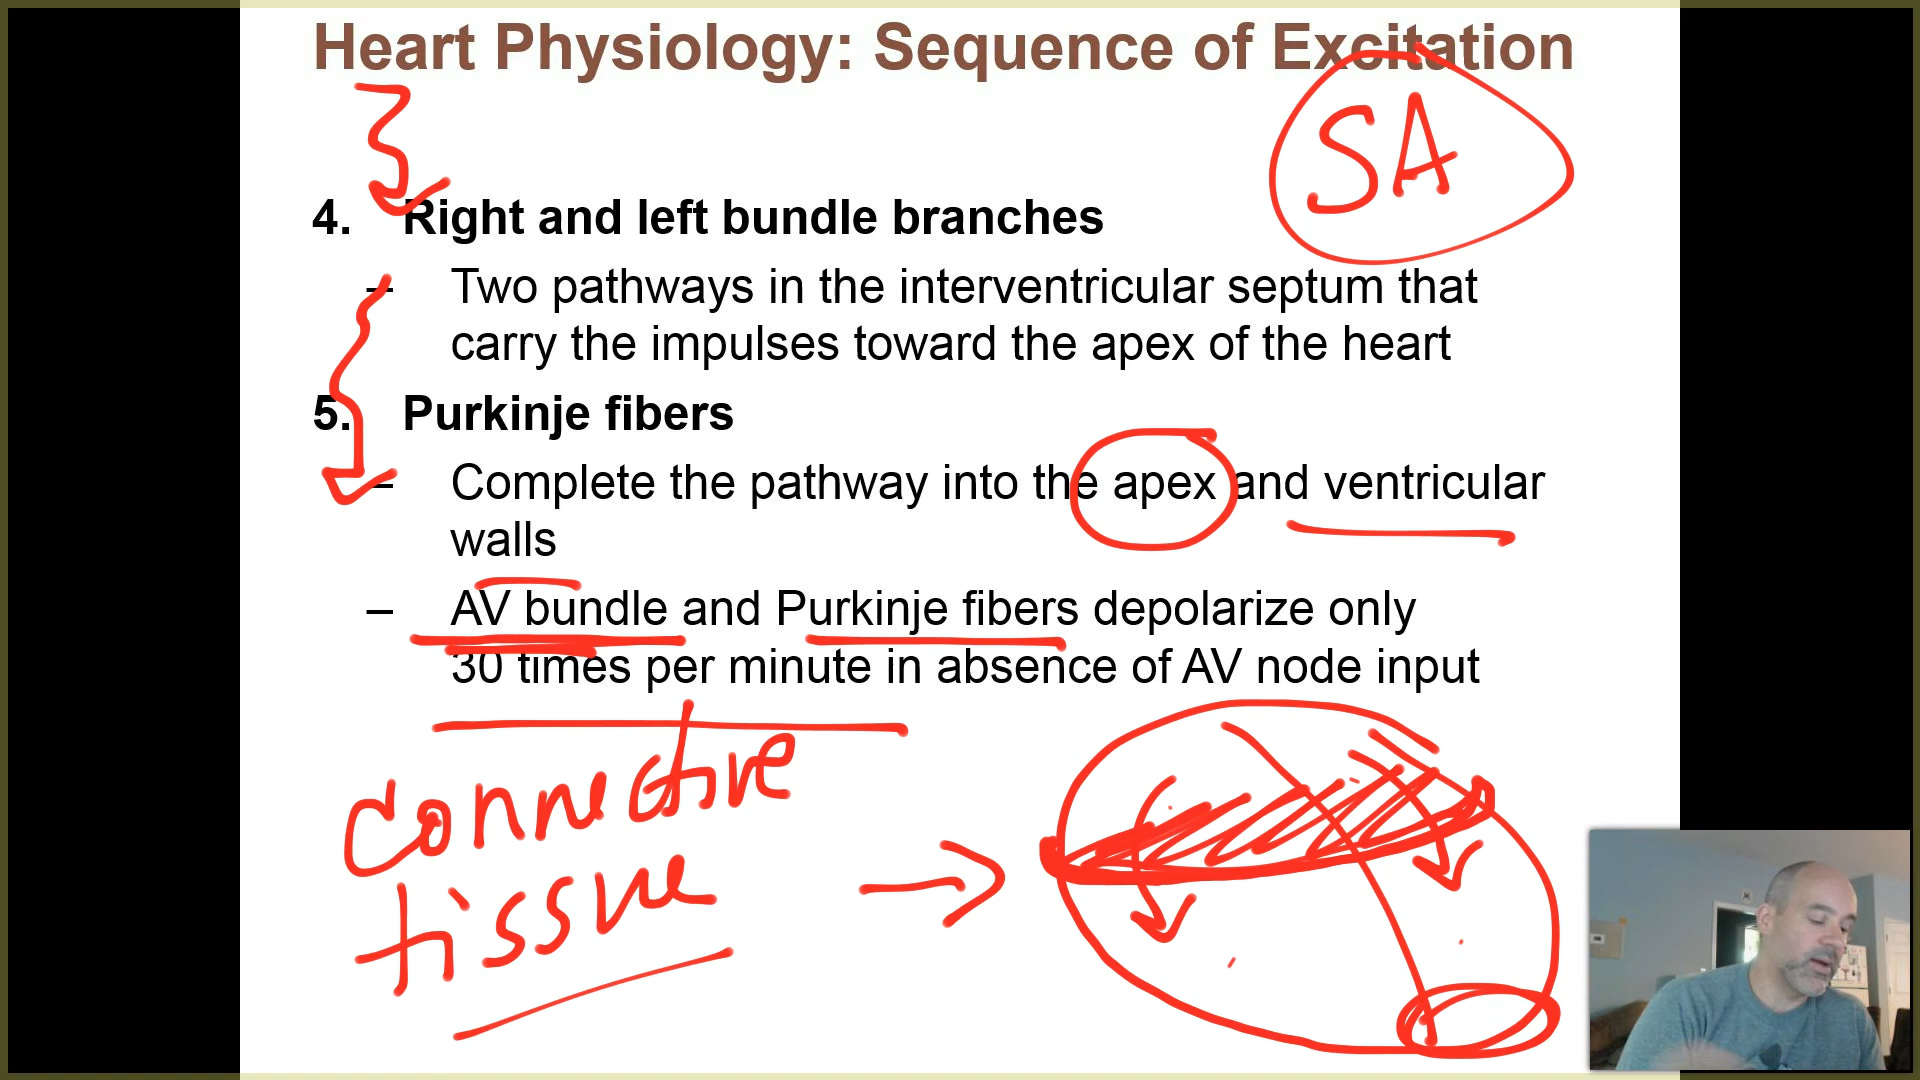 Heart Physiology: Sequence of Excitation
SA
4. Right and left bundle branches
– Two pathways in the interventricular septum that
carry the impulses toward the apex of the heart
5. Purkinje fibers
– Complete the pathway into the apex and ventricular
walls
– AV bundle and Purkinje fibers depolarize only
30 times per minute in absence of AV node input
connective
tissue